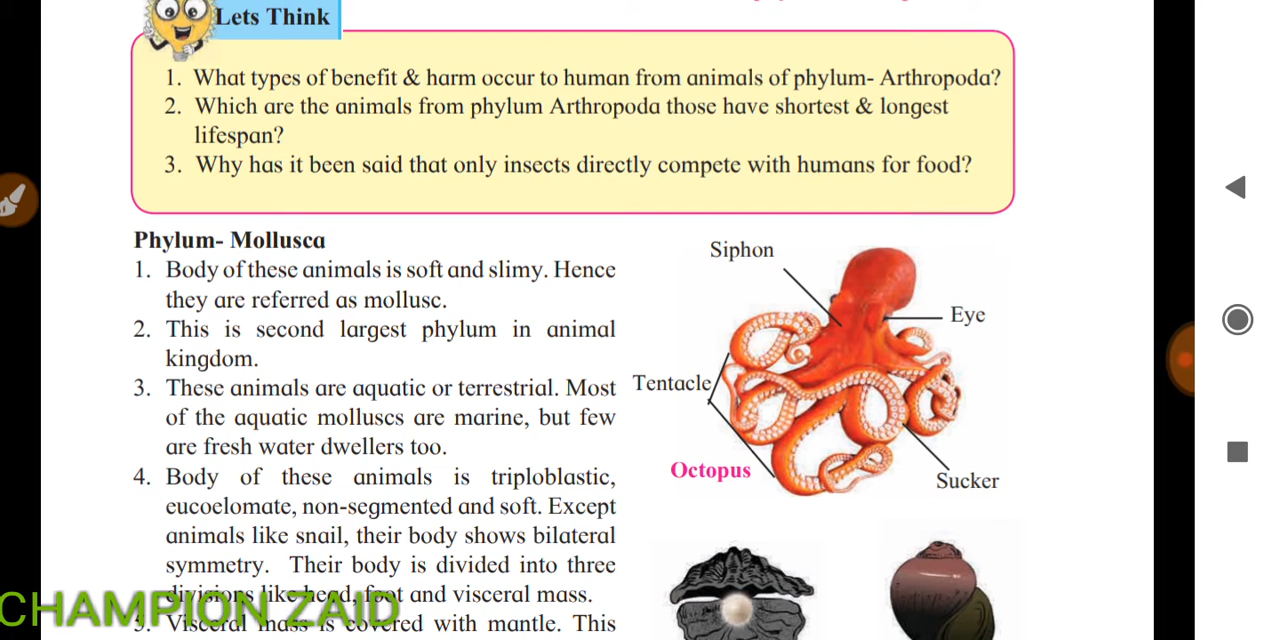 Lets Think
1. What types of benefit & harm occur to human from animals of phylum- Arthropoda?
2. Which are the animals from phylum Arthropoda those have shortest & longest
lifespan?
3. Why has it been said that only insects directly compete with humans for food?
Phylum- Mollusca
1. Body of these animals is soft and slimy. Hence
they are referred as mollusc.
2. This is second largest phylum in animal
kingdom.
3. These animals are aquatic or terrestrial. Most
of the aquatic molluscs are marine, but few
are fresh water dwellers too.
4. Body of these animals is triploblastic,
eucoelomate, non-segmented and soft. Except
animals like snail, their body shows bilateral
symmetry. Their body is divided into three
divisions like head, foot and visceral mass.
5. Visceral mass is covered with mantle. This
Siphon
Eye
Tentacle
Octopus
Sucker
CHAMPION ZAID